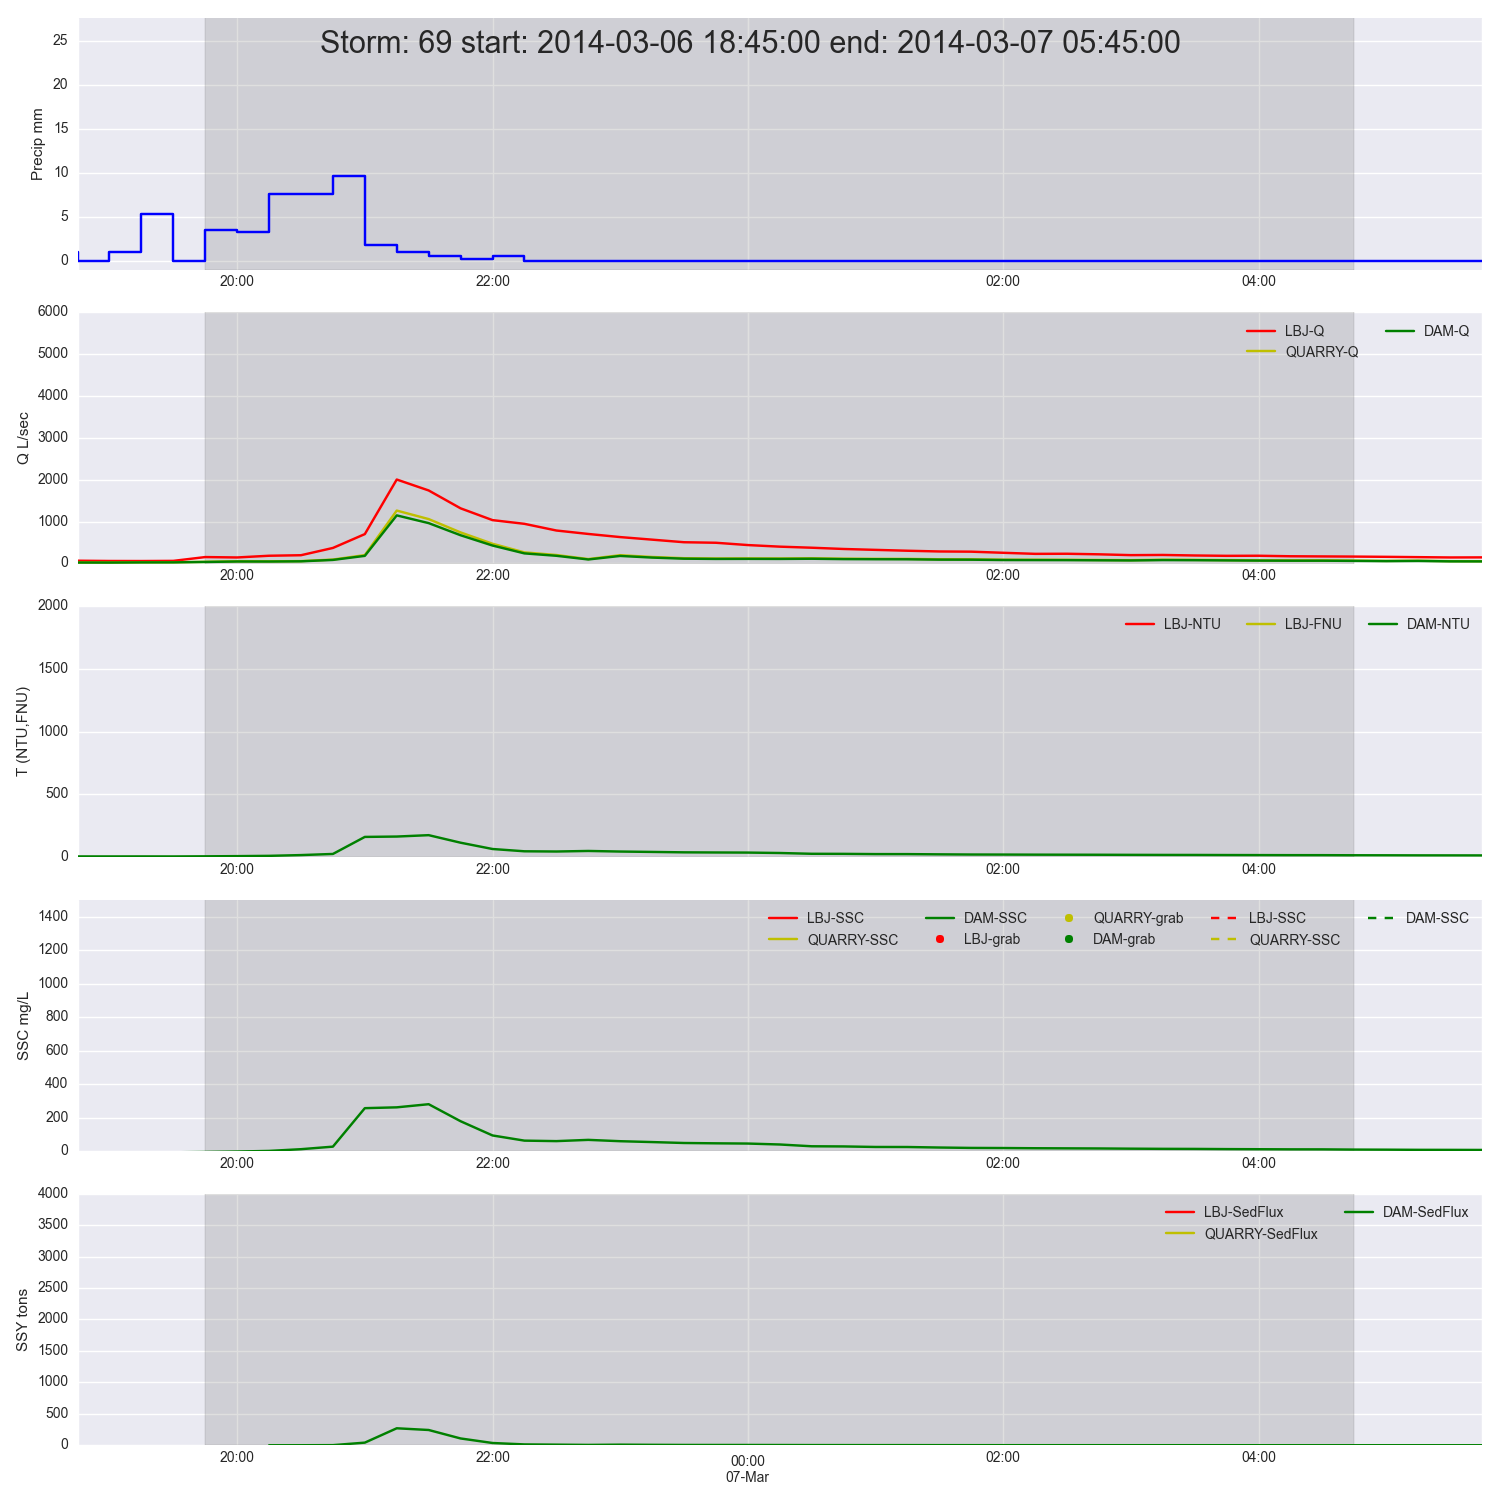 Storm: 69 start: 2014-03-06 18:45:00 end: 2014-03-07 05:45:00
Precip mm
25
20
15
10
5
0
20:00 22:00 02:00 04:00
Q L/sec
6000
5000
4000
3000
2000
1000
0
LBJ-Q DAM-Q
QUARRY-Q
20:00 22:00 02:00 04:00
T (NTU,FNU)
2000
1500
1000
500
0
LBJ-NTU LBJ-FNU DAM-NTU
20:00 22:00 02:00 04:00
SSC mg/L
1400
1200
1000
800
600
400
200
0
LBJ-SSC DAM-SSC QUARRY-grab LBJ-SSC DAM-SSC
QUARRY-SSC LBJ-grab DAM-grab QUARRY-SSC
20:00 22:00 02:00 04:00
SSY tons
4000
3500
3000
2500
2000
1500
1000
500
0
LBJ-SedFlux DAM-SedFlux
QUARRY-SedFlux
20:00 22:00 00:00 02:00 04:00
07-Mar